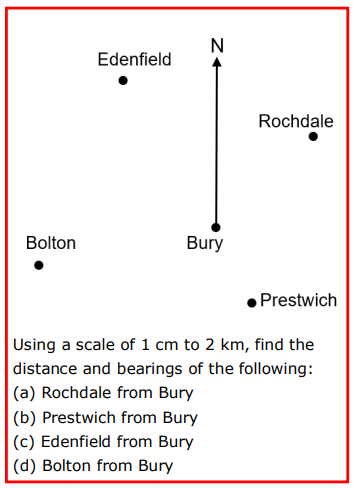 N
Edenfield
Rochdale
Bolton
Bury
Prestwich
Using a scale of 1 cm to 2 km, find the
distance and bearings of the following:
(a) Rochdale from Bury
(b) Prestwich from Bury
(c) Edenfield from Bury
(d) Bolton from Bury